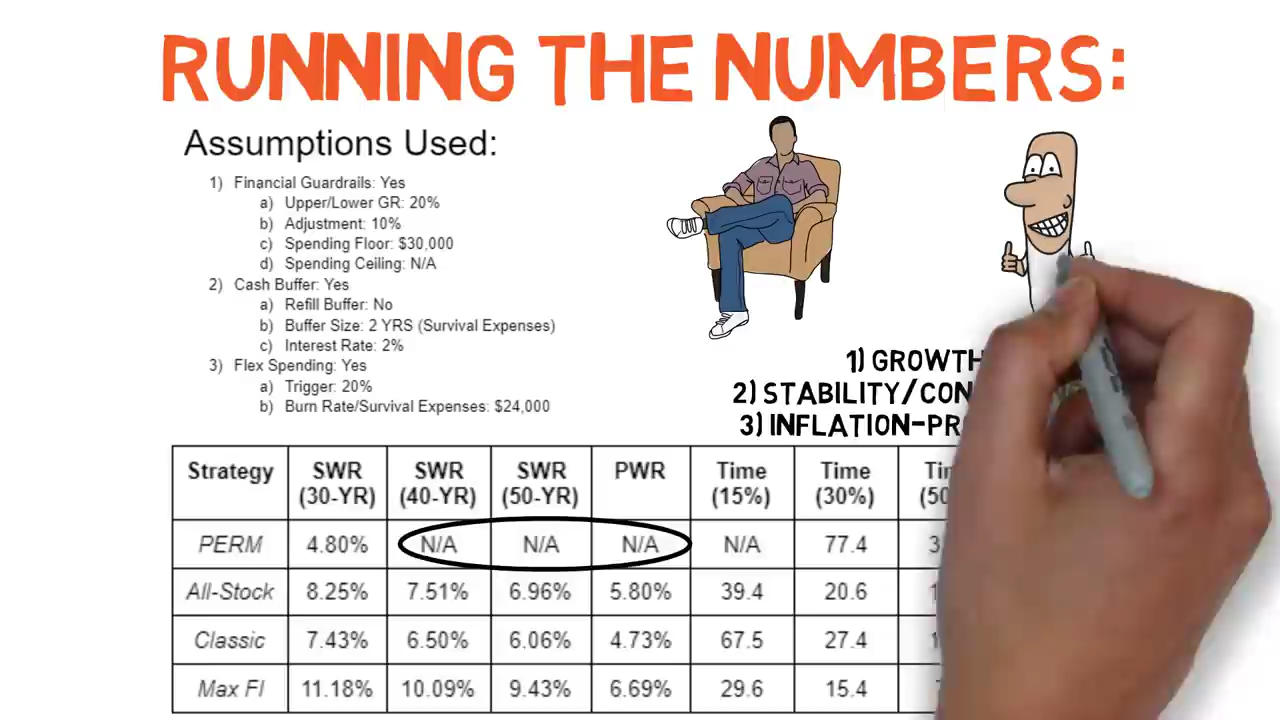 RUNNING THE NUMBERS:
Assumptions Used:
1) Financial Guardrails: Yes
a) Upper/Lower GR: 20%
b) Adjustment: 10%
c) Spending Floor: $30,000
d) Spending Ceiling: N/A
2) Cash Buffer: Yes
a) Refill Buffer: No
b) Buffer Size: 2 YRS (Survival Expenses)
c) Interest Rate: 2%
3) Flex Spending: Yes
a) Trigger: 20%
b) Burn Rate/Survival Expenses: $24,000
1) GROWTH
2) STABILITY/
3)
Strategy SWR (30-YR) SWR (40-YR) SWR (50-YR) PWR Time (15%) Time (30%)
PERM 4.80% N/A N/A N/A N/A 77.4
All-Stock 8.25% 7.51% 6.96% 5.80% 39.4 20.6
Classic 7.43% 6.50% 6.06% 4.73% 67.5 27.4
Max FI 11.18% 10.09% 9.43% 6.69% 29.6 15.4